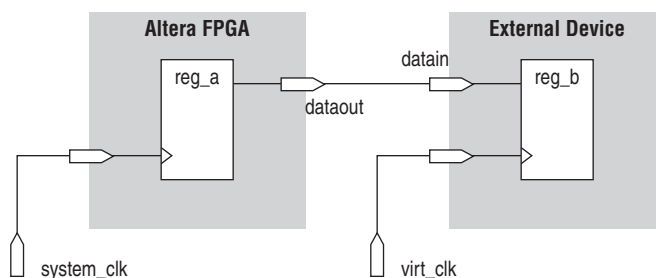 Altera FPGA
External Device
datain
reg_a
reg_b
dataout
system_clk
virt_clk